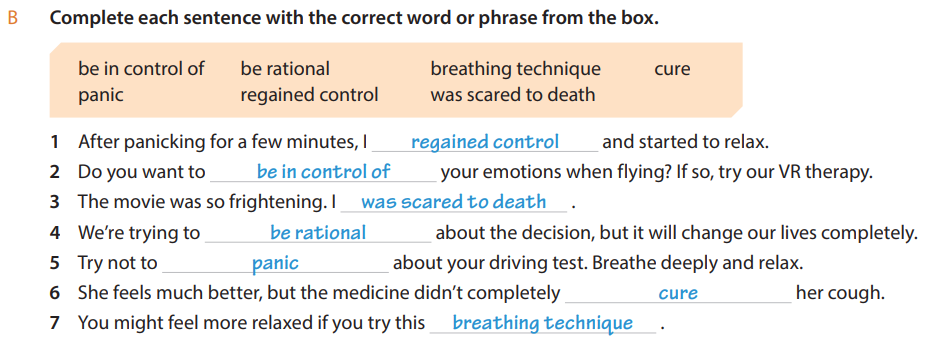 B Complete each sentence with the correct word or phrase from the box.
be in control of be rational breathing technique cure
panic regained control was scared to death
1 After panicking for a few minutes, I regained control and started to relax.
2 Do you want to be in control of your emotions when flying? If so, try our VR therapy.
3 The movie was so frightening. I was scared to death .
4 We're trying to be rational about the decision, but it will change our lives completely.
5 Try not to panic about your driving test. Breathe deeply and relax.
6 She feels much better, but the medicine didn't completely cure her cough.
7 You might feel more relaxed if you try this breathing technique .